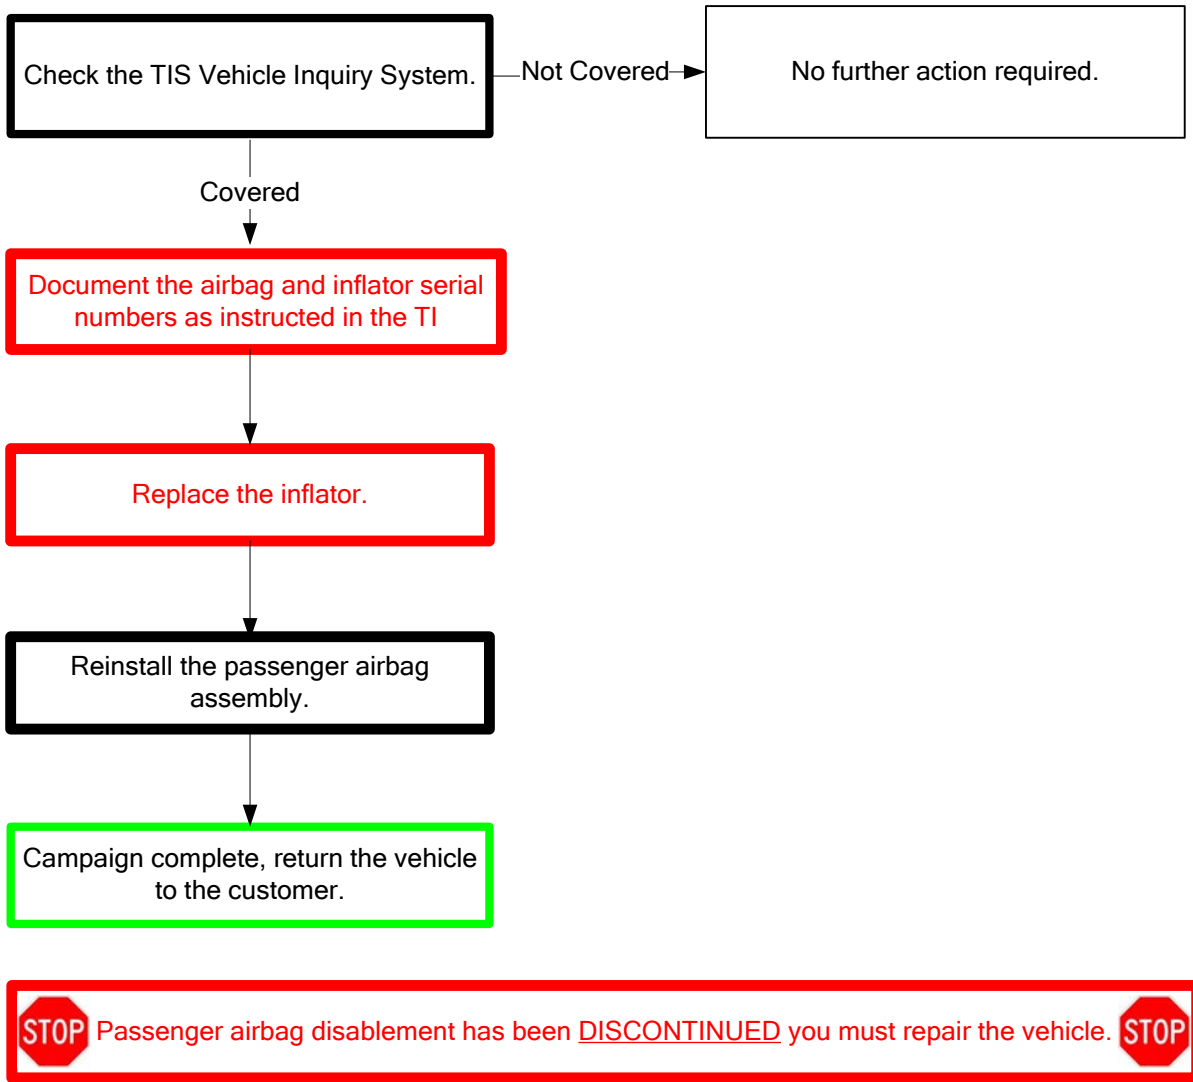 Check the TIS Vehicle Inquiry System.
Not Covered
No further action required.
Covered
Document the airbag and inflator serial
numbers as instructed in the TI
Replace the inflator.
Reinstall the passenger airbag
assembly.
Campaign complete, return the vehicle
to the customer.
STOP Passenger airbag disablement has been DISCONTINUED you must repair the vehicle. STOP